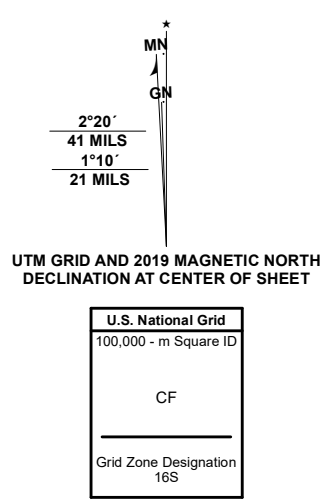 MN
GN
2°20´
41 MILS
1°10´
21 MILS
UTM GRID AND 2019 MAGNETIC NORTH
DECLINATION AT CENTER OF SHEET
U.S. National Grid
100,000 - m Square ID
CF
Grid Zone Designation
16S